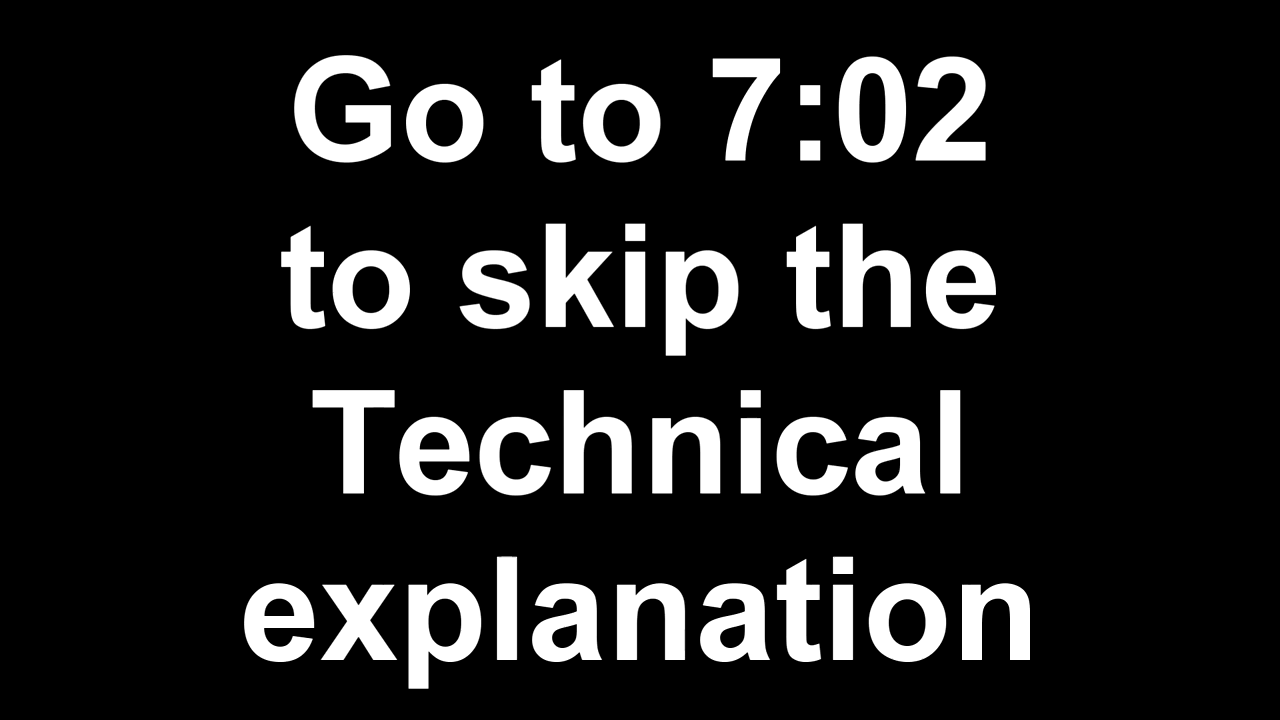 Go to 7:02
to skip the
Technical
explanation